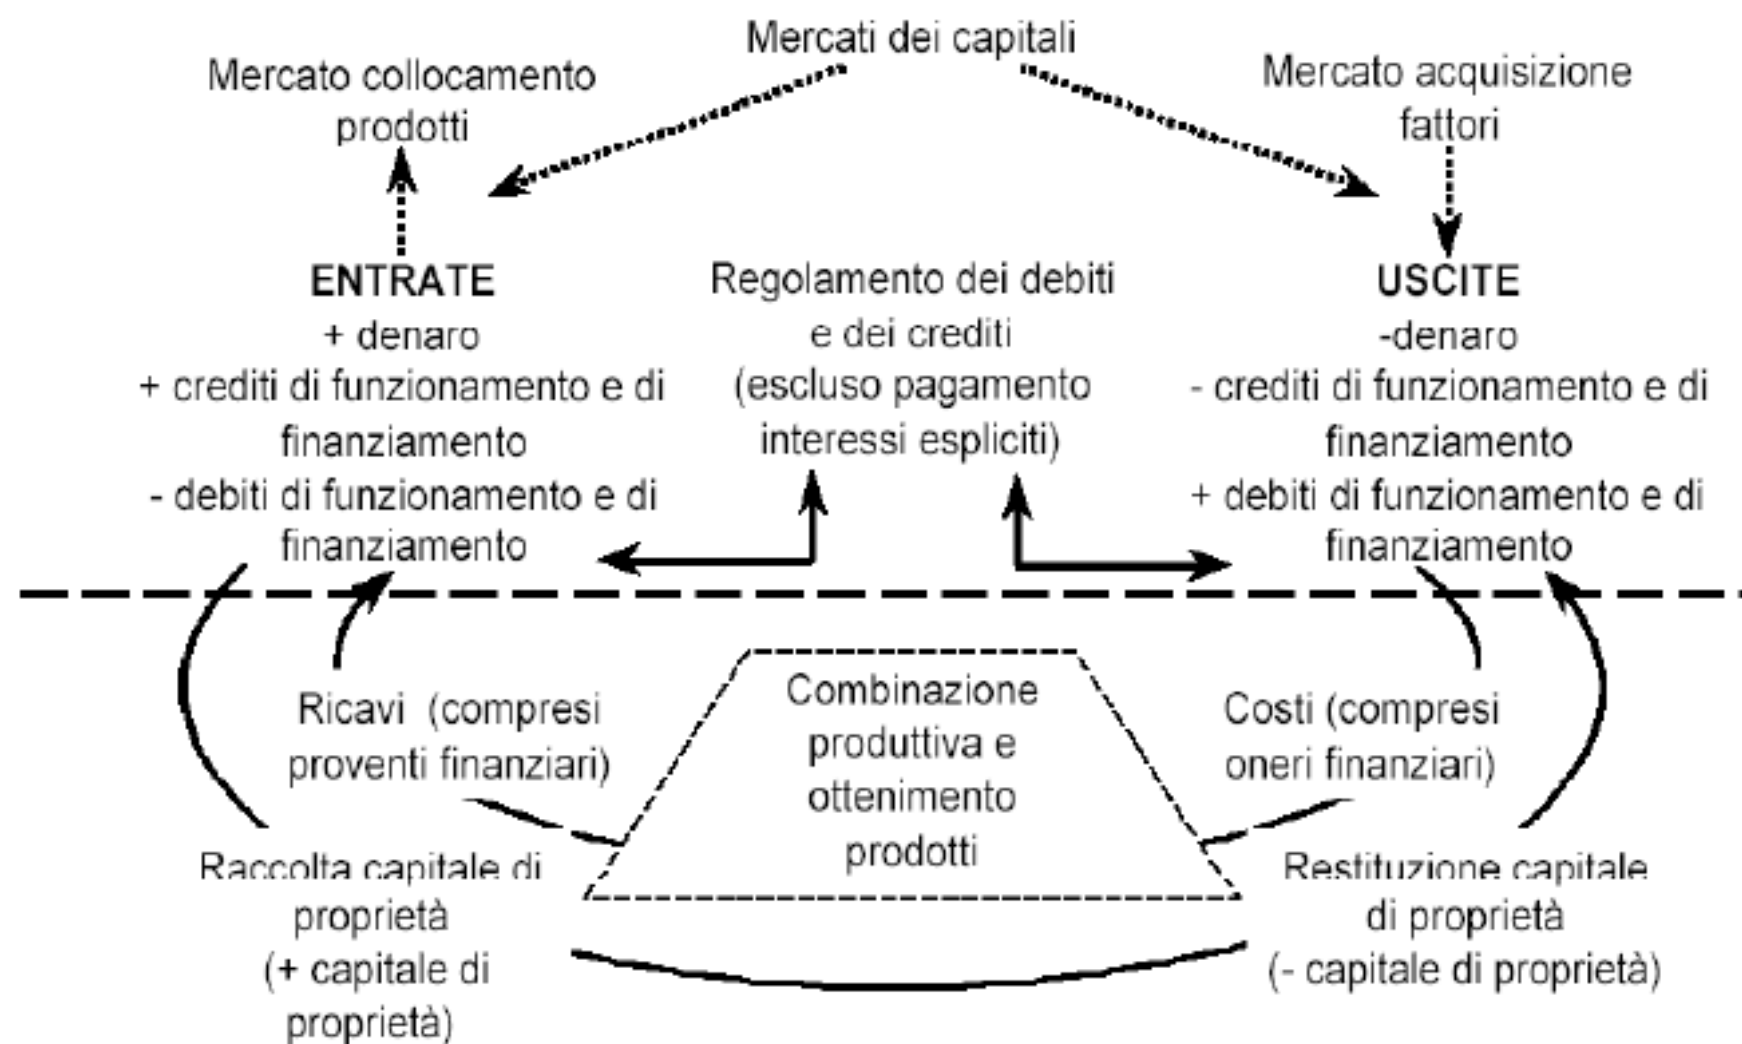 Mercati dei capitali
Mercato collocamento
prodotti
Mercato acquisizione
fattori
ENTRATE
+ denaro
+ crediti di funzionamento e di
finanziamento
- debiti di funzionamento e di
finanziamento
Regolamento dei debiti
e dei crediti
(escluso pagamento
interessi espliciti)
USCITE
-denaro
- crediti di funzionamento e di
finanziamento
+ debiti di funzionamento e di
finanziamento
Ricavi (compresi
proventi finanziari)
Combinazione
produttiva e
ottenimento
prodotti
Costi (compresi
oneri finanziari)
Raccolta capitale di
proprietà
(+ capitale di
proprietà)
Restituzione capitale
di proprietà
(- capitale di proprietà)